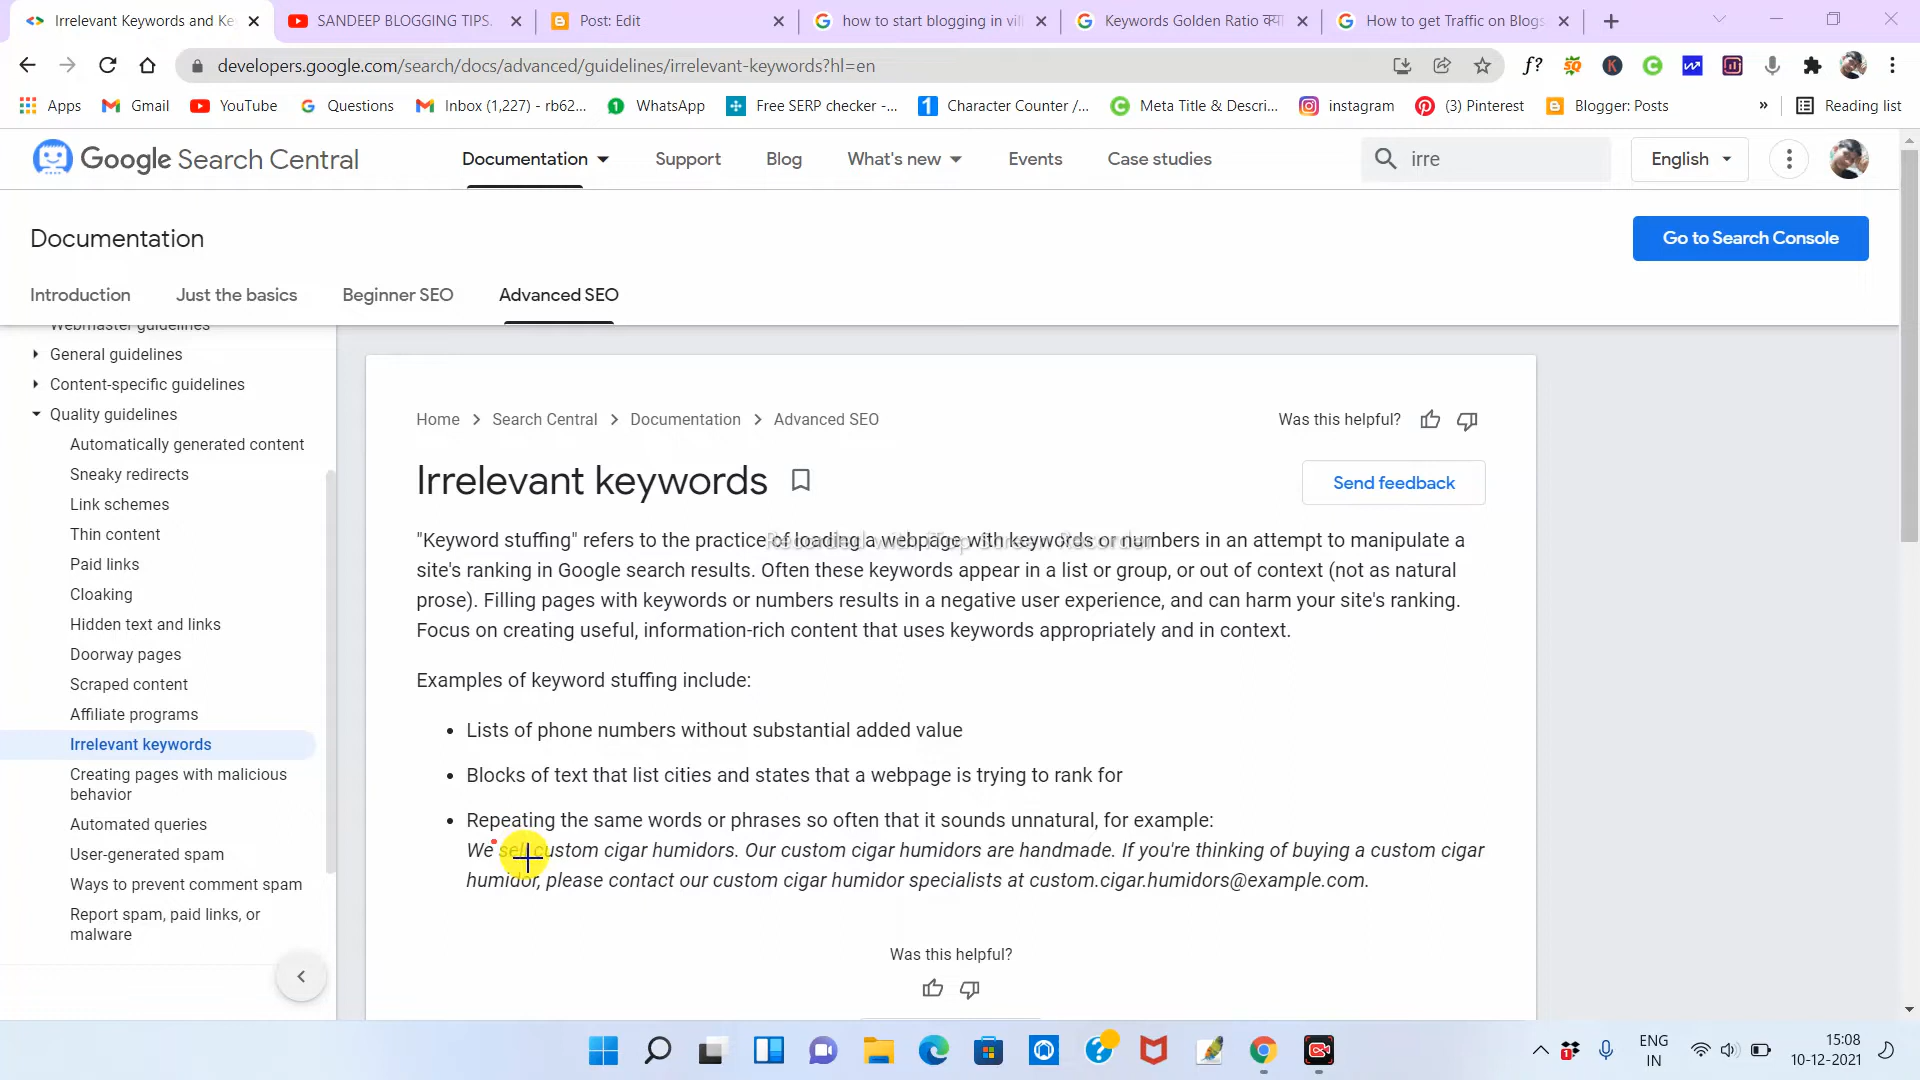 Irrelevant Keywords and Ke
SANDEEP BLOGGING TIPS.
Post: Edit
how to start blogging in vill
Keywords Golden Ratio क्या
How to get Traffic on Blogs
developers.google.com/search/docs/advanced/guidelines/irrelevant-keywords?hl=en
Apps
Gmail
YouTube
Questions
Inbox (1,227) - rb62...
WhatsApp
Free SERP checker -...
Character Counter /...
Meta Title & Descri...
instagram
(3) Pinterest
Blogger: Posts
»
Reading list
Google Search Central
Documentation
Support
Blog
What's new
Events
Case studies
irre
English
Documentation
Go to Search Console
Introduction
Just the basics
Beginner SEO
Advanced SEO
Webmaster guidelines
General guidelines
Content-specific guidelines
Quality guidelines
Automatically generated content
Sneaky redirects
Link schemes
Thin content
Paid links
Cloaking
Hidden text and links
Doorway pages
Scraped content
Affiliate programs
Irrelevant keywords
Creating pages with malicious
behavior
Automated queries
User-generated spam
Ways to prevent comment spam
Report spam, paid links, or
malware
Home > Search Central > Documentation > Advanced SEO
Was this helpful?
Irrelevant keywords
Send feedback
"Keyword stuffing" refers to the practice of loading a webpage with keywords or numbers in an attempt to manipulate a
site's ranking in Google search results. Often these keywords appear in a list or group, or out of context (not as natural
prose). Filling pages with keywords or numbers results in a negative user experience, and can harm your site's ranking.
Focus on creating useful, information-rich content that uses keywords appropriately and in context.
Recorded with iTop Screen Recorder
Examples of keyword stuffing include:
• Lists of phone numbers without substantial added value
• Blocks of text that list cities and states that a webpage is trying to rank for
• Repeating the same words or phrases so often that it sounds unnatural, for example:
We sell custom cigar humidors. Our custom cigar humidors are handmade. If you're thinking of buying a custom cigar
humidor, please contact our custom cigar humidor specialists at custom.cigar.humidors@example.com.
Was this helpful?
ENG
IN
15:08
10-12-2021